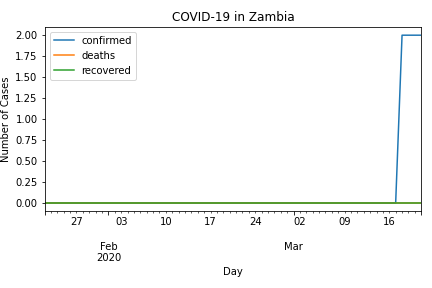 COVID-19 in Zambia
confirmed
deaths
recovered
Number of Cases
2.00
1.75
1.50
1.25
1.00
0.75
0.50
0.25
0.00
27 03 10 17 24 02 09 16
Feb Mar
2020
Day